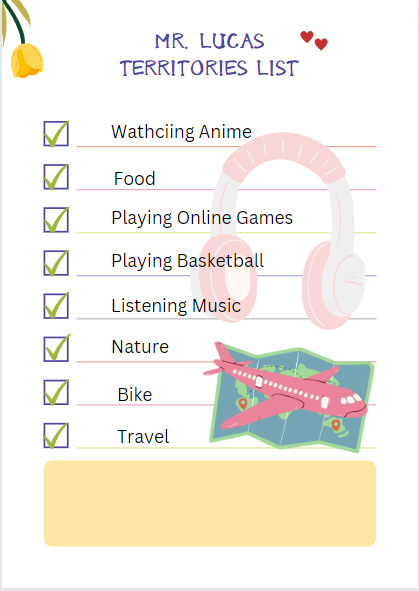 MR. LUCAS
TERRITORIES LIST
Wathciing Anime
Food
Playing Online Games
Playing Basketball
Listening Music
Nature
Bike
Travel